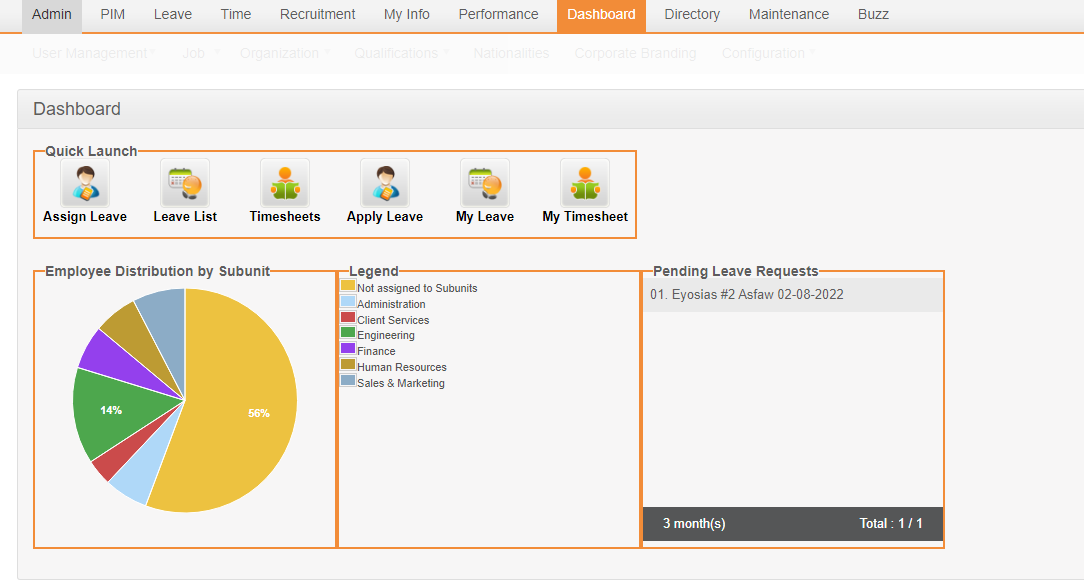 Admin PIM Leave Time Recruitment My Info Performance Dashboard Directory Maintenance Buzz
User Management Job Organization Qualifications Nationalities Corporate Branding Configuration
Dashboard
Quick Launch
Assign Leave Leave List Timesheets Apply Leave My Leave My Timesheet
Employee Distribution by Subunit
14%
56%
Legend
Not assigned to Subunits
Administration
Client Services
Engineering
Finance
Human Resources
Sales & Marketing
Pending Leave Requests
01. Eyosias #2 Asfaw 02-08-2022
3 month(s) Total : 1 / 1